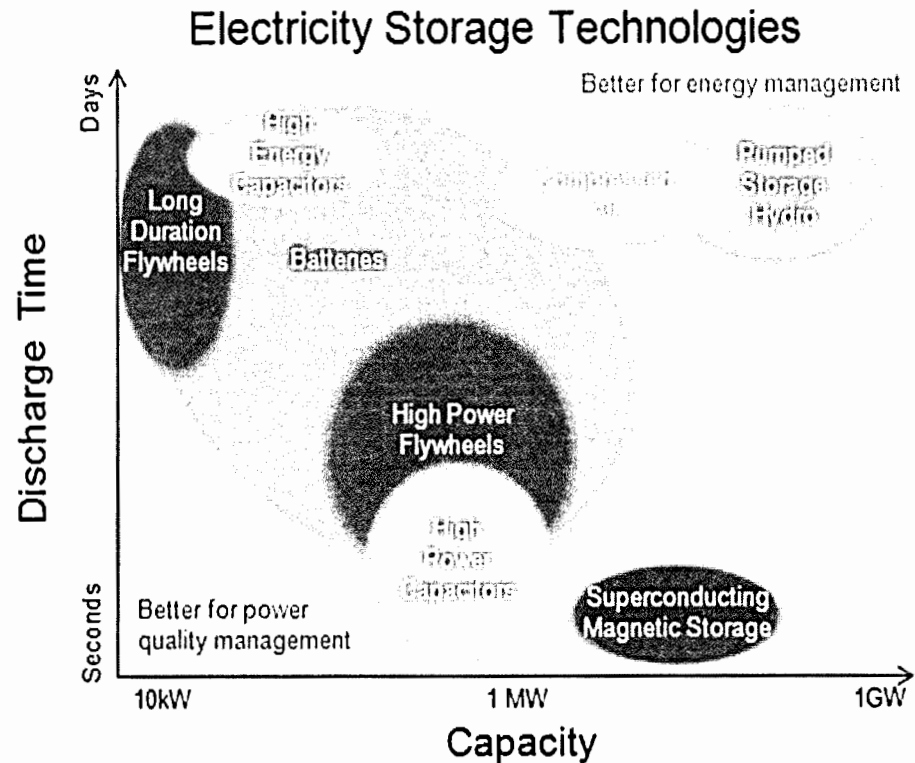 Electricity Storage Technologies
Days
Better for energy management
High
Energy
Capacitors
Pumped
Storage
Hydro
Long
Duration
Flywheels
Batteries
High Power
Flywheels
High
Power
Capacitors
Superconducting
Magnetic Storage
Better for power
quality management
Seconds
Discharge Time
10kW
1 MW
1GW
Capacity